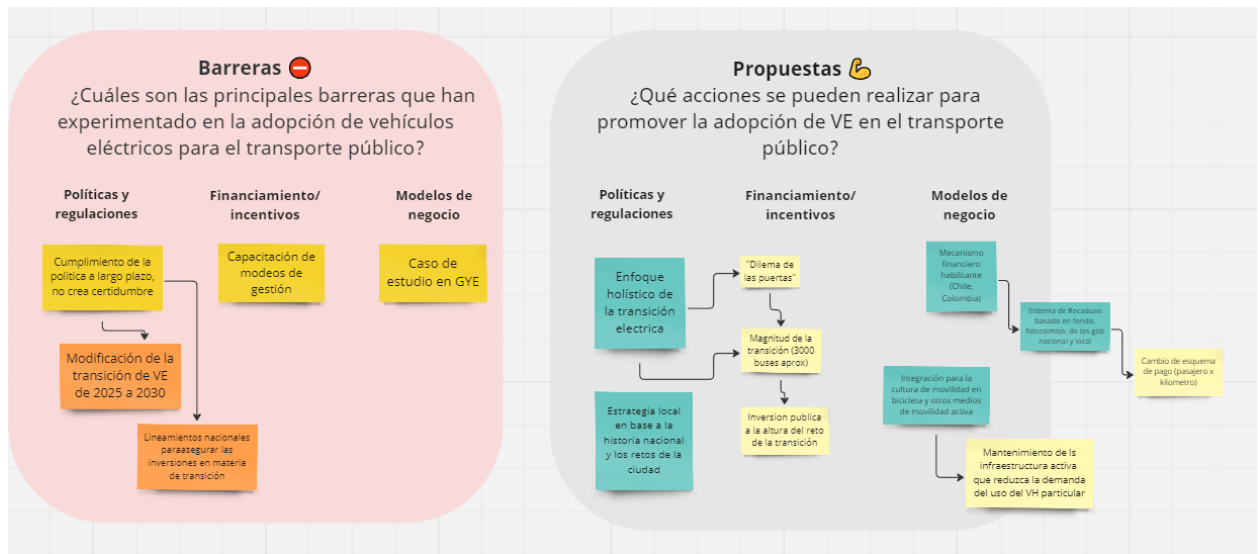 Barreras ⛔
¿Cuáles son las principales barreras que han
experimentado en la adopción de vehículos
eléctricos para el transporte público?
Políticas y
regulaciones
Financiamiento/
incentivos
Modelos de
negocio
Cumplimiento de la
politica a largo plazo,
no crea certidumbre
Capacitación de
modeos de
gestión
Caso de
estudio en GYE
Modificación de la
transición de VE
de 2025 a 2030
Lineamientos nacionales
paraasegurar las
inversiones en materia
de transición
Propuestas 💪
¿Qué acciones se pueden realizar para
promover la adopción de VE en el transporte
público?
Políticas y
regulaciones
Financiamiento/
incentivos
Modelos de
negocio
Enfoque
holístico de
la transición
electrica
"Dilema de
las puertas"
Mecanismo
financiero
habilitante
(Chile,
Colombia)
Sistema de Recaduos
basado en fondo,
fidecoimiso, de los gob
nacional y local
Magnitud de la
transición (3000
buses aprox)
Cambio de esquema
de pago (pasajero x
kilometro)
Integración para la
cultura de movilidad en
bicicleta y otros medios
de movilidad activa
Estrategia local
en base a la
historia nacional
y los retos de la
ciudad
Inversion publica
a la altura del reto
de la transición
Mantenimiento de ls
infraestructura activa
que reduzca la demanda
del uso del VH particular